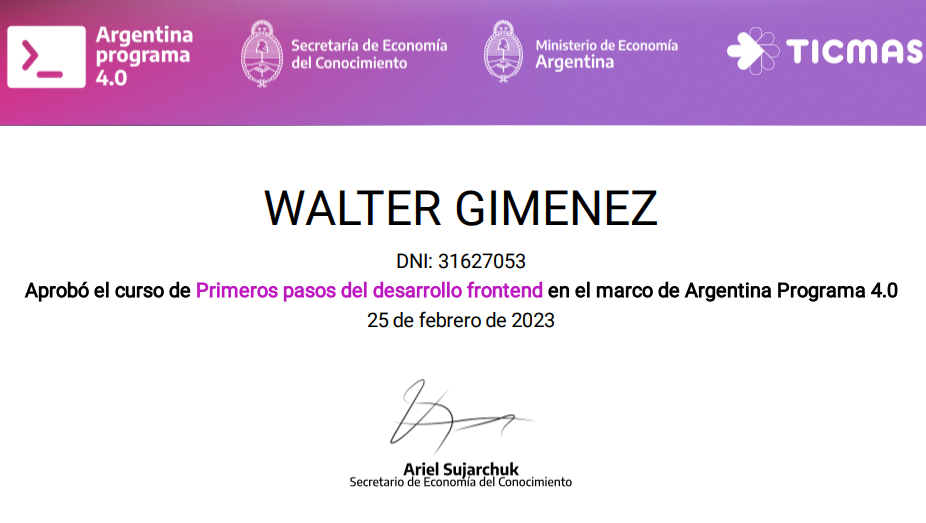 Argentina
programa
4.0
Secretaría de Economía
del Conocimiento
Ministerio de Economía
Argentina
TICMAS
WALTER GIMENEZ
DNI: 31627053
Aprobó el curso de Primeros pasos del desarrollo frontend en el marco de Argentina Programa 4.0
25 de febrero de 2023
Ariel Sujarchuk
Secretario de Economía del Conocimiento